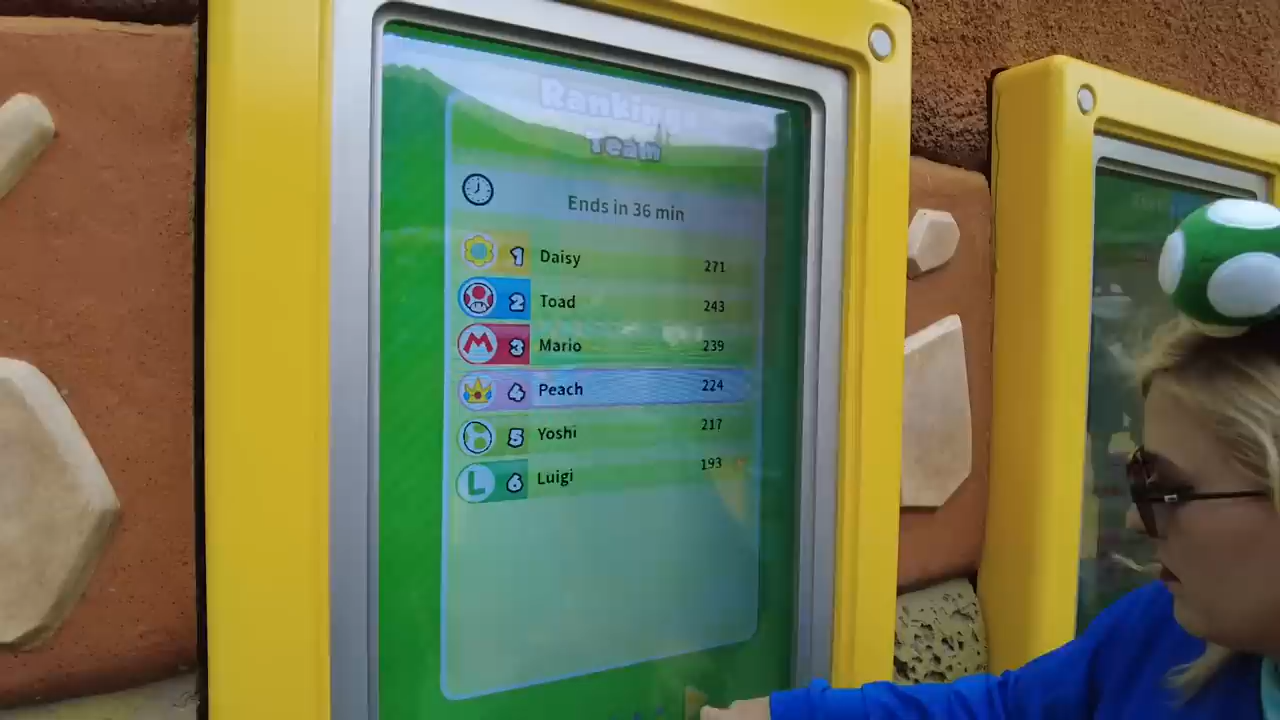 Rankings
Team
Ends in 36 min
1 Daisy 271
2 Toad 243
M 3 Mario 239
4 Peach 224
5 Yoshi 217
L 6 Luigi 193